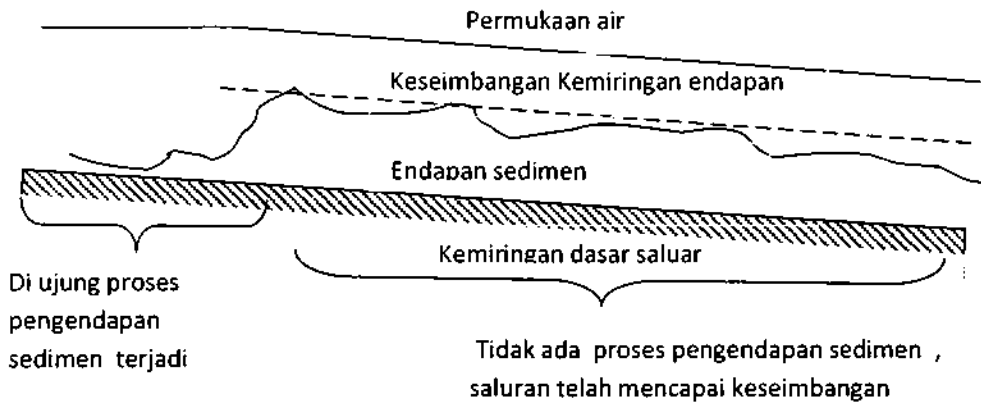 Permukaan air
Keseimbangan Kemiringan endapan
Endapan sedimen
Kemiringan dasar saluar
Di ujung proses
pengendapan
sedimen terjadi
Tidak ada proses pengendapan sedimen ,
saluran telah mencapai keseimbangan